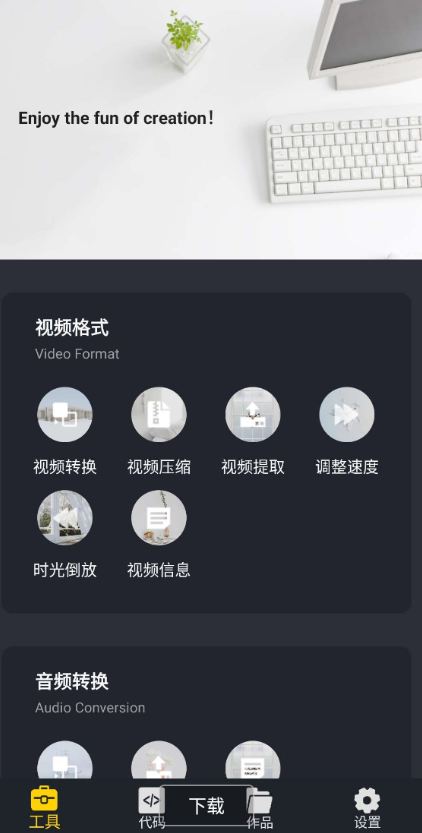 Enjoy the fun of creation!
视频格式
Video Format
视频转换 视频压缩 视频提取 调整速度
时光倒放 视频信息
音频转换
Audio Conversion
工具 代码 下载 作品 设置